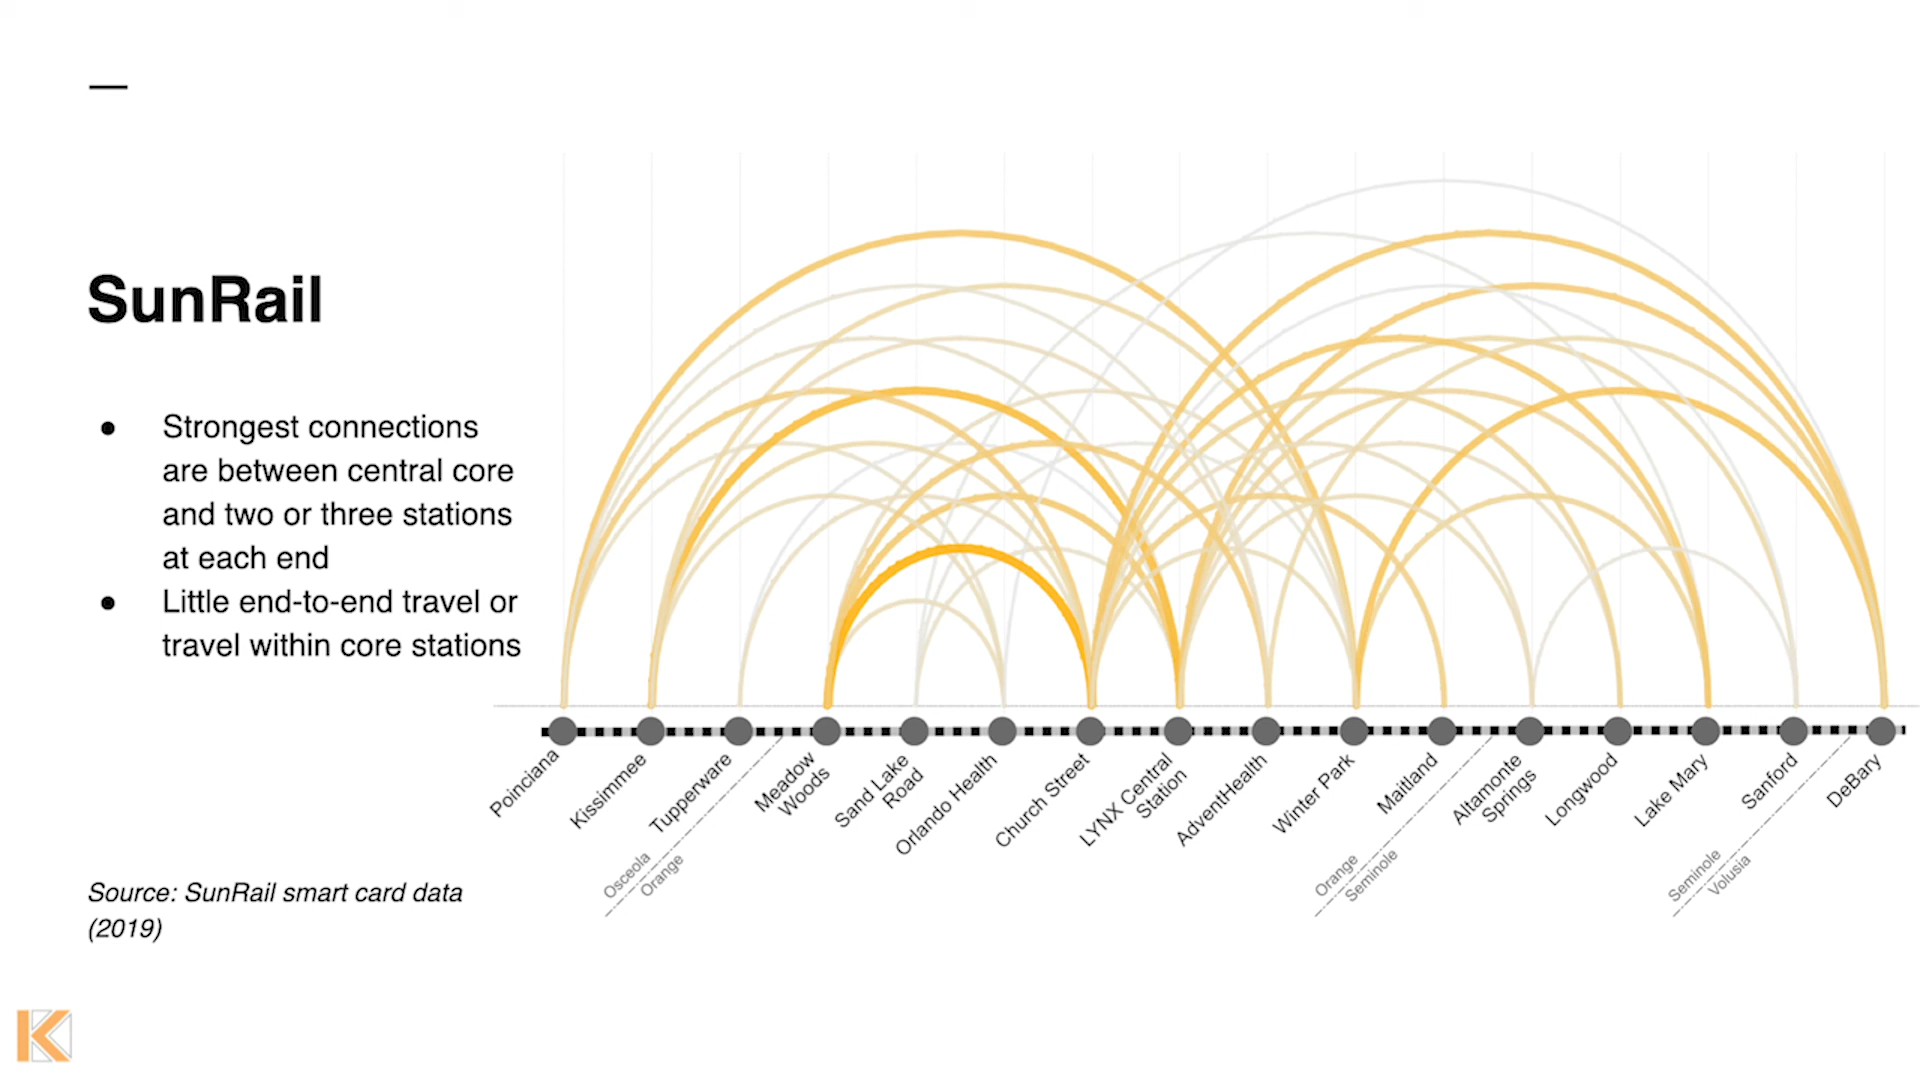 SunRail
● Strongest connections
are between central core
and two or three stations
at each end
● Little end-to-end travel or
travel within core stations
Source: SunRail smart card data
(2019)
Poinciana
Kissimmee
Tupperware
Meadow
Woods
Sand Lake
Road
Orlando Health
Church Street
LYNX Central
Station
AdventHealth
Winter Park
Maitland
Altamonte
Springs
Longwood
Lake Mary
Sanford
DeBary
Osceola
Orange
Orange
Seminole
Seminole
Volusia
K